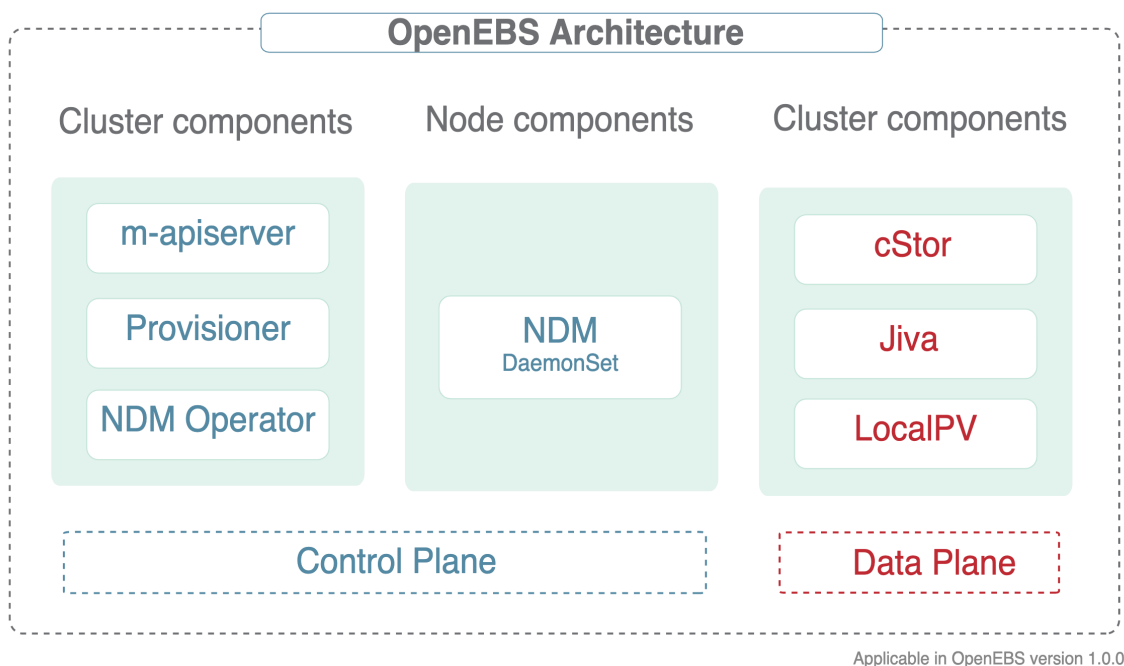 OpenEBS Architecture
Cluster components
m-apiserver
Provisioner
NDM Operator
Node components
NDM
DaemonSet
Cluster components
cStor
Jiva
LocalPV
Control Plane
Data Plane
Applicable in OpenEBS version 1.0.0